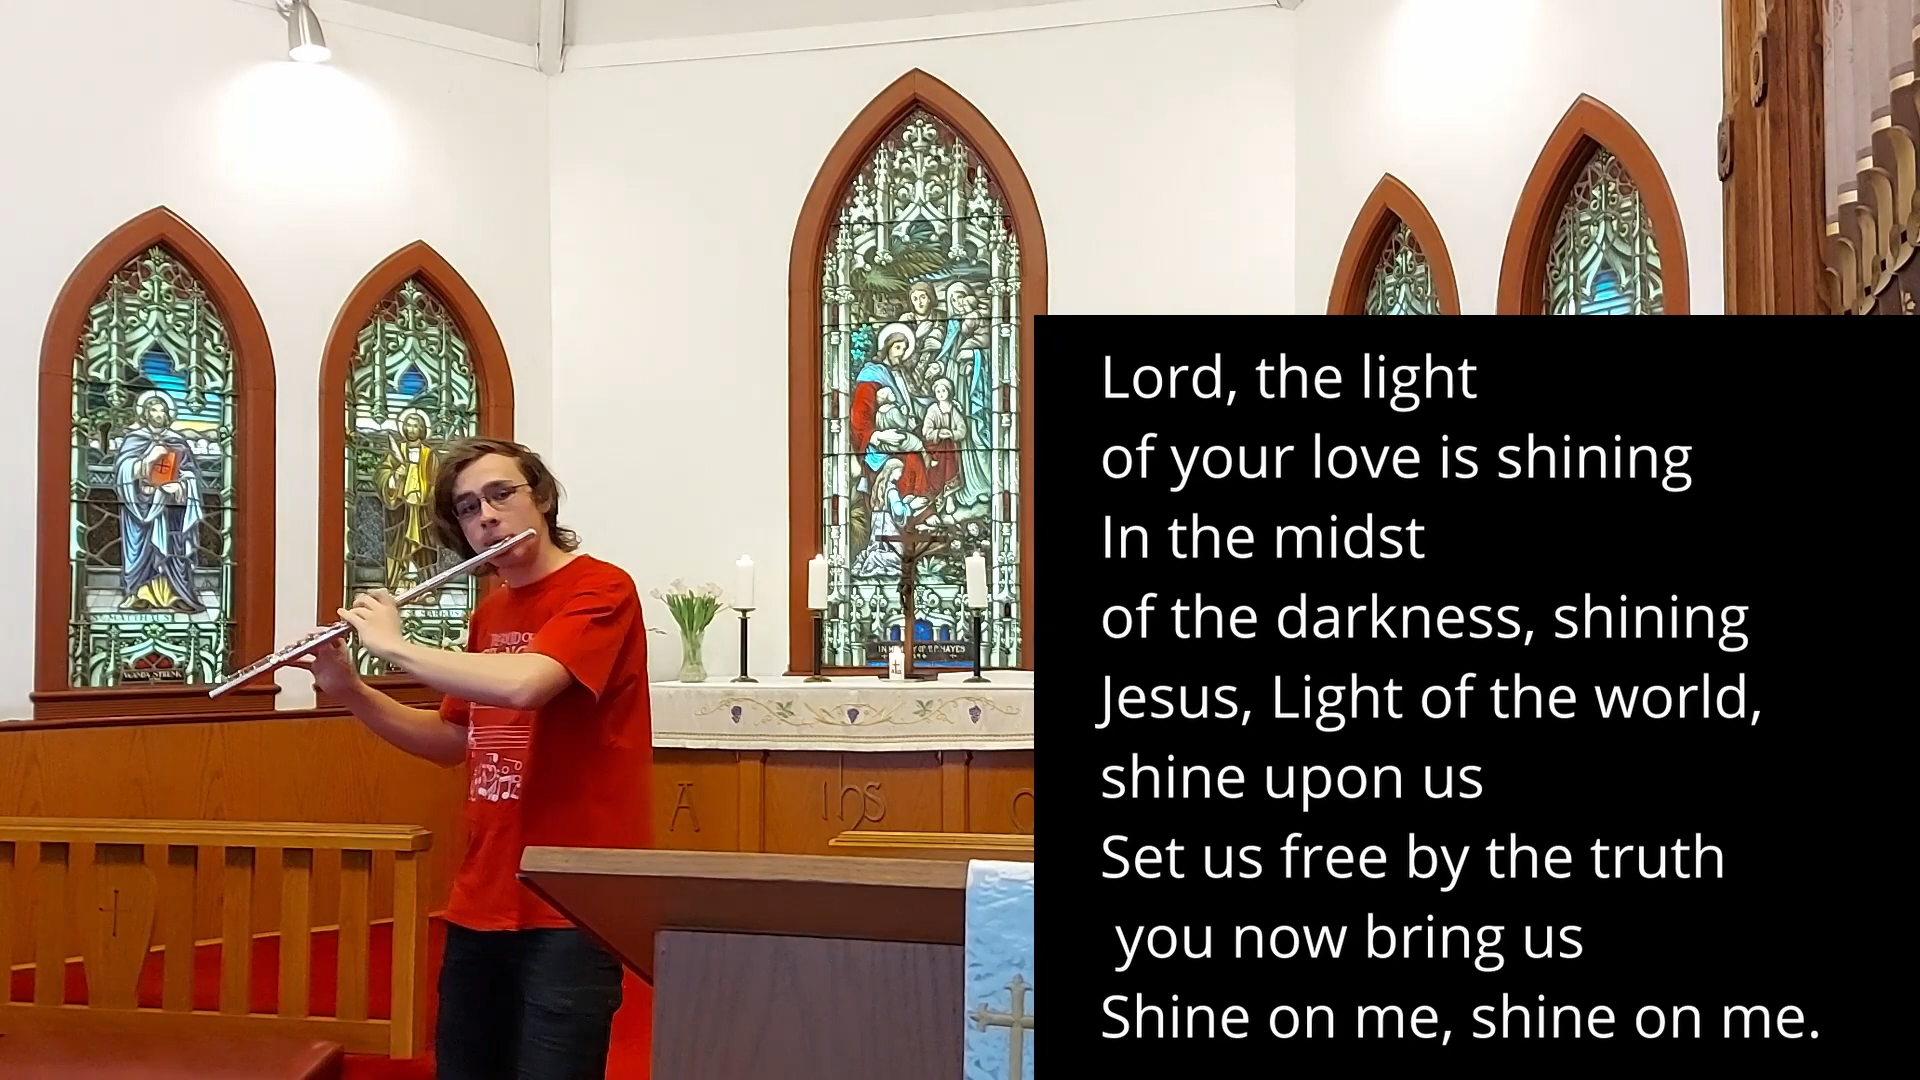 Lord, the light
of your love is shining
In the midst
of the darkness, shining
Jesus, Light of the world,
shine upon us
Set us free by the truth
you now bring us
Shine on me, shine on me.
IHS
A